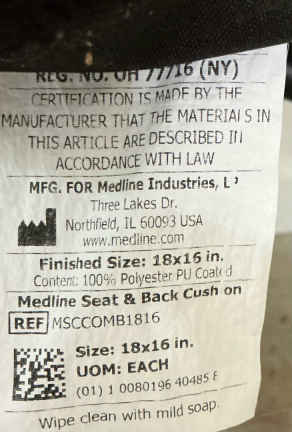 REG. NO. OH 77716 (NY)
CERTIFICATION IS MADE BY THE
MANUFACTURER THAT THE MATERIALS IN
THIS ARTICLE ARE DESCRIBED IN
ACCORDANCE WITH LAW
MFG. FOR Medline Industries, L
Three Lakes Dr.
Northfield, IL 60093 USA
www.medline.com
Finished Size: 18x16 in.
Content: 100% Polyester PU Coated
Medline Seat & Back Cush on
REF MSCCOMB1816
Size: 18x16 in.
UOM: EACH
(01) 1 0080196 40485
Wipe clean with mild soap.